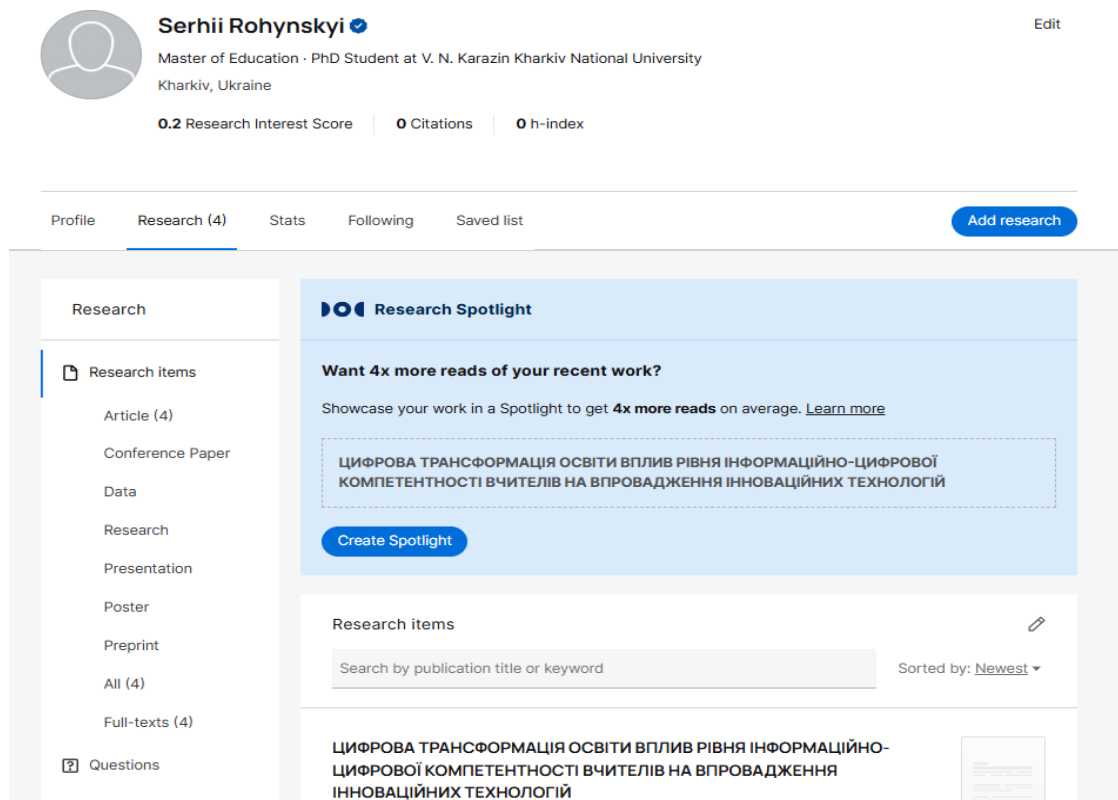 Serhii Rohynskyi
Edit
Master of Education · PhD Student at V. N. Karazin Kharkiv National University
Kharkiv, Ukraine
0.2 Research Interest Score
0 Citations
0 h-index
Profile
Research (4)
Stats
Following
Saved list
Add research
Research
Research items
Article (4)
Conference Paper
Data
Research
Presentation
Poster
Preprint
All (4)
Full-texts (4)
Questions
Research Spotlight
Want 4x more reads of your recent work?
Showcase your work in a Spotlight to get 4x more reads on average. Learn more
ЦИФРОВА ТРАНСФОРМАЦІЯ ОСВІТИ ВПЛИВ РІВНЯ ІНФОРМАЦІЙНО-ЦИФРОВОЇ
КОМПЕТЕНТНОСТІ ВЧИТЕЛІВ НА ВПРОВАДЖЕННЯ ІННОВАЦІЙНИХ ТЕХНОЛОГІЙ
Create Spotlight
Research items
Search by publication title or keyword
Sorted by: Newest
ЦИФРОВА ТРАНСФОРМАЦІЯ ОСВІТИ ВПЛИВ РІВНЯ ІНФОРМАЦІЙНО-
ЦИФРОВОЇ КОМПЕТЕНТНОСТІ ВЧИТЕЛІВ НА ВПРОВАДЖЕННЯ
ІННОВАЦІЙНИХ ТЕХНОЛОГІЙ